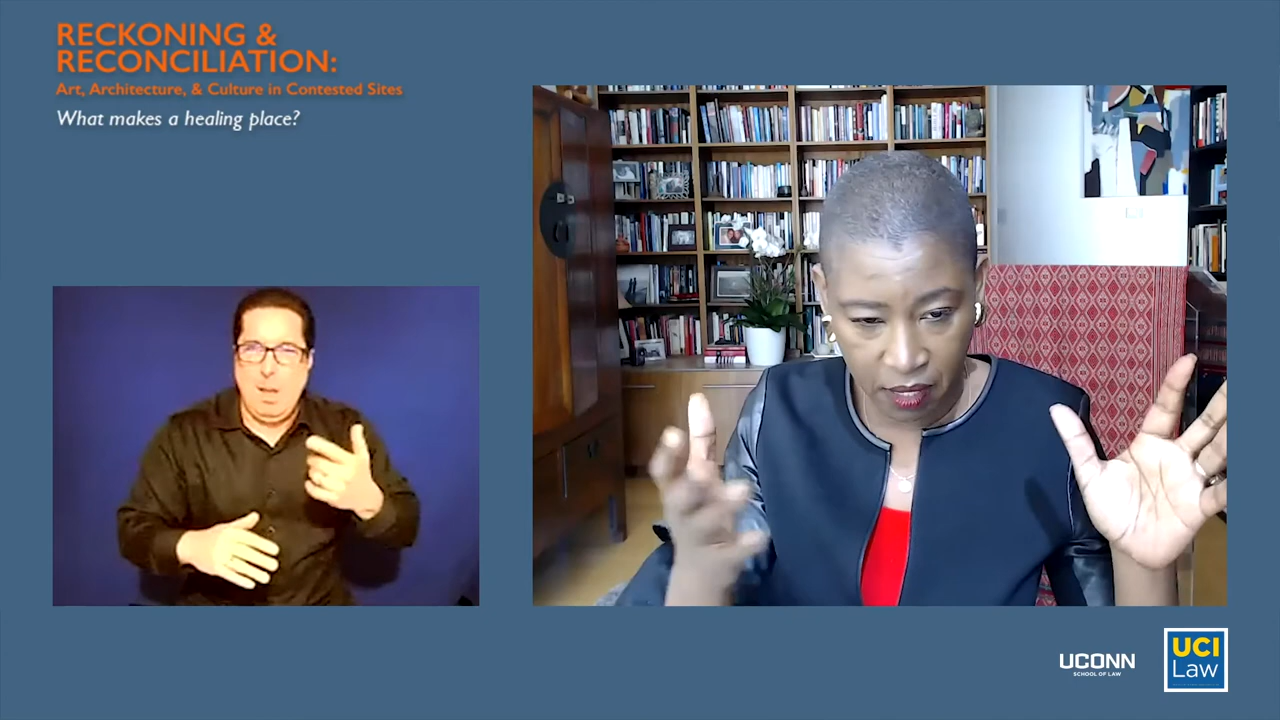 RECKONING &
RECONCILIATION:
Art, Architecture, & Culture in Contested Sites
What makes a healing place?
UCONN
SCHOOL OF LAW
UCI
Law